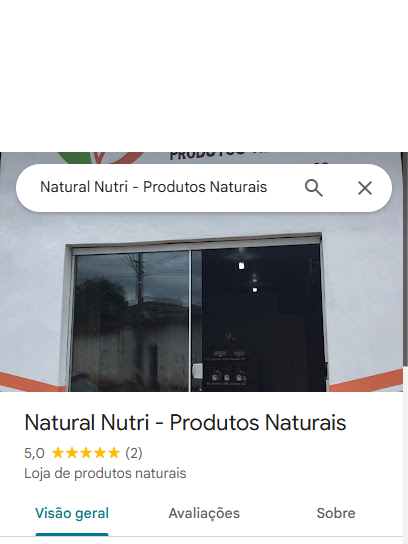 PRODUTOS
Natural Nutri - Produtos Naturais
Natural Nutri - Produtos Naturais
5,0 ★★★★★ (2)
Loja de produtos naturais
Visão geral Avaliações Sobre